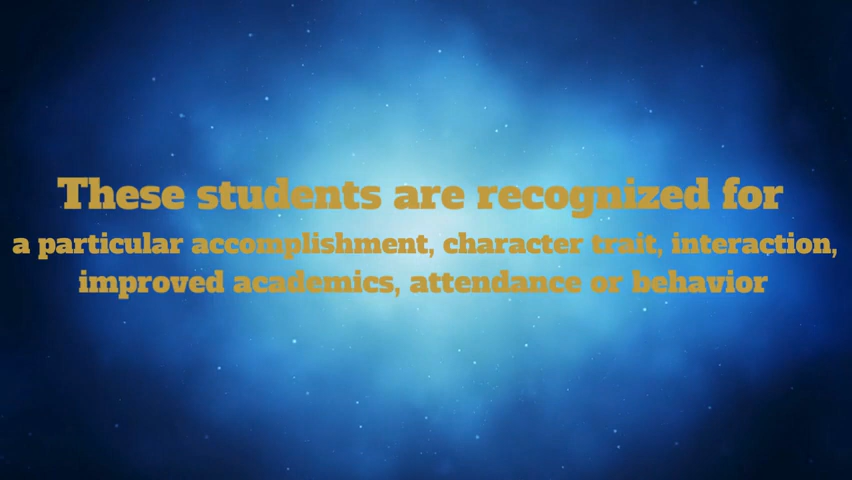 These students are recognized for
a particular accomplishment, character trait, interaction,
improved academics, attendance or behavior